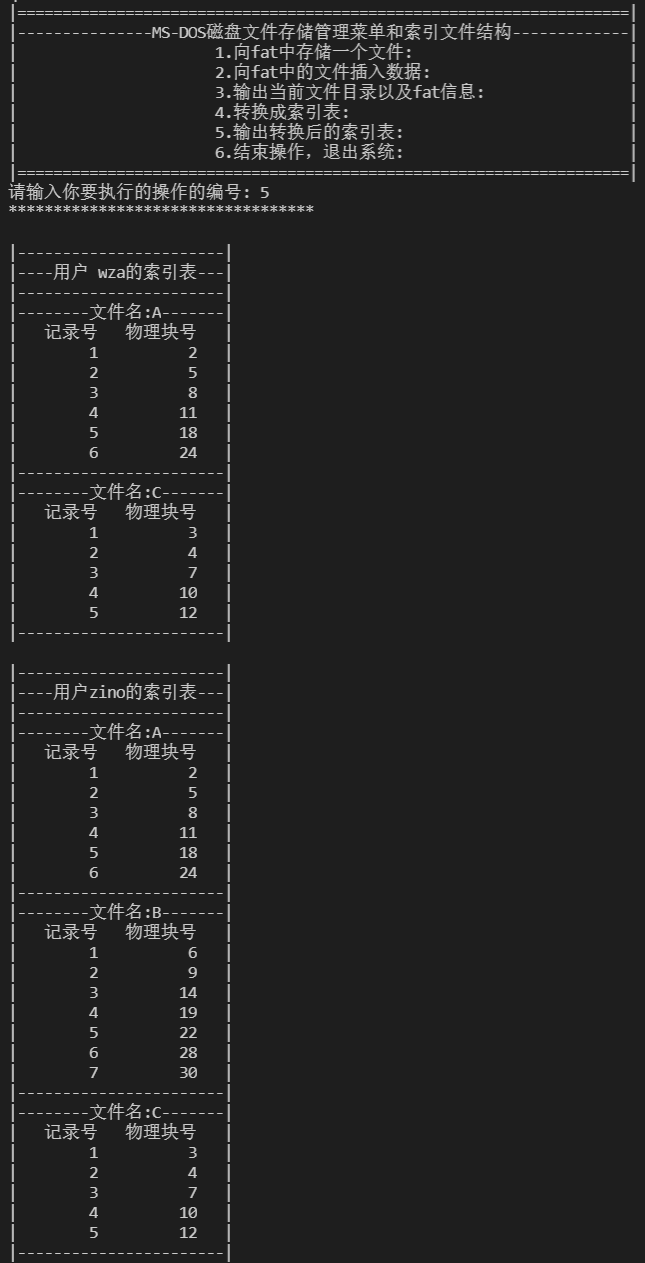 |====================================================================|
|---------------MS-DOS磁盘文件存储管理菜单和索引文件结构-------------|
| 1.向fat中存储一个文件: |
| 2.向fat中的文件插入数据: |
| 3.输出当前文件目录以及fat信息: |
| 4.转换成索引表: |
| 5.输出转换后的索引表: |
| 6.结束操作，退出系统: |
|====================================================================|
请输入你要执行的操作的编号: 5
**********************************
|-----------------------|
|----用户 wza的索引表---|
|-----------------------|
|--------文件名:A-------|
| 记录号 物理块号 |
| 1 2 |
| 2 5 |
| 3 8 |
| 4 11 |
| 5 18 |
| 6 24 |
|-----------------------|
|--------文件名:C-------|
| 记录号 物理块号 |
| 1 3 |
| 2 4 |
| 3 7 |
| 4 10 |
| 5 12 |
|-----------------------|
|-----------------------|
|----用户zino的索引表---|
|-----------------------|
|--------文件名:A-------|
| 记录号 物理块号 |
| 1 2 |
| 2 5 |
| 3 8 |
| 4 11 |
| 5 18 |
| 6 24 |
|-----------------------|
|--------文件名:B-------|
| 记录号 物理块号 |
| 1 6 |
| 2 9 |
| 3 14 |
| 4 19 |
| 5 22 |
| 6 28 |
| 7 30 |
|-----------------------|
|--------文件名:C-------|
| 记录号 物理块号 |
| 1 3 |
| 2 4 |
| 3 7 |
| 4 10 |
| 5 12 |
|-----------------------|